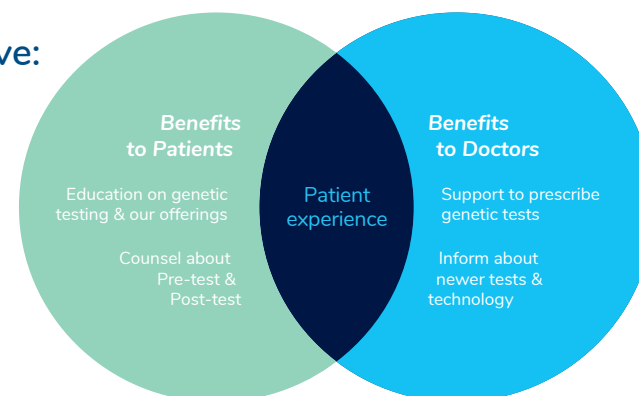 ve:
Benefits
to Patients
Education on genetic
testing & our offerings
Counsel about
Pre-test &
Post-test
Patient
experience
Benefits
to Doctors
Support to prescribe
genetic tests
Inform about
newer tests &
technology